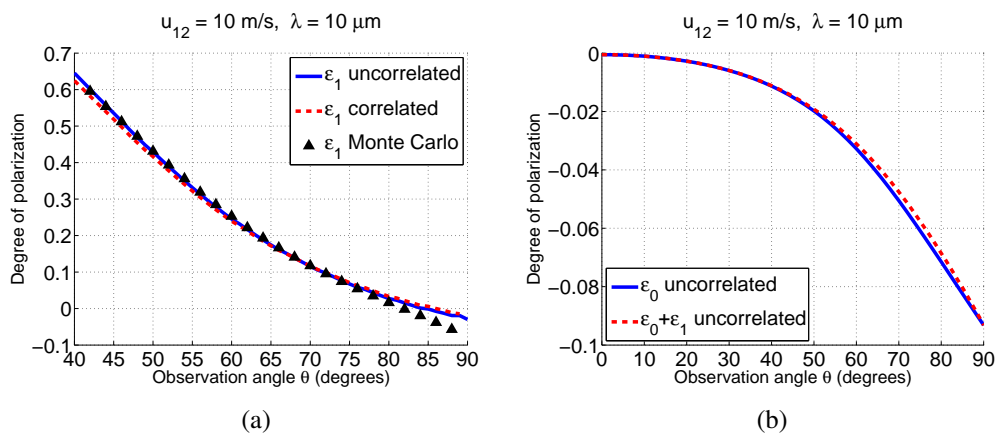 u12 = 10 m/s, λ = 10 μm
Degree of polarization
0.7
0.6
0.5
0.4
0.3
0.2
0.1
0
−0.1
40 45 50 55 60 65 70 75 80 85 90
Observation angle θ (degrees)
ε1 uncorrelated
ε1 correlated
ε1 Monte Carlo
(a)
u12 = 10 m/s, λ = 10 μm
Degree of polarization
0
−0.02
−0.04
−0.06
−0.08
−0.1
0 10 20 30 40 50 60 70 80 90
Observation angle θ (degrees)
ε0 uncorrelated
ε0+ε1 uncorrelated
(b)